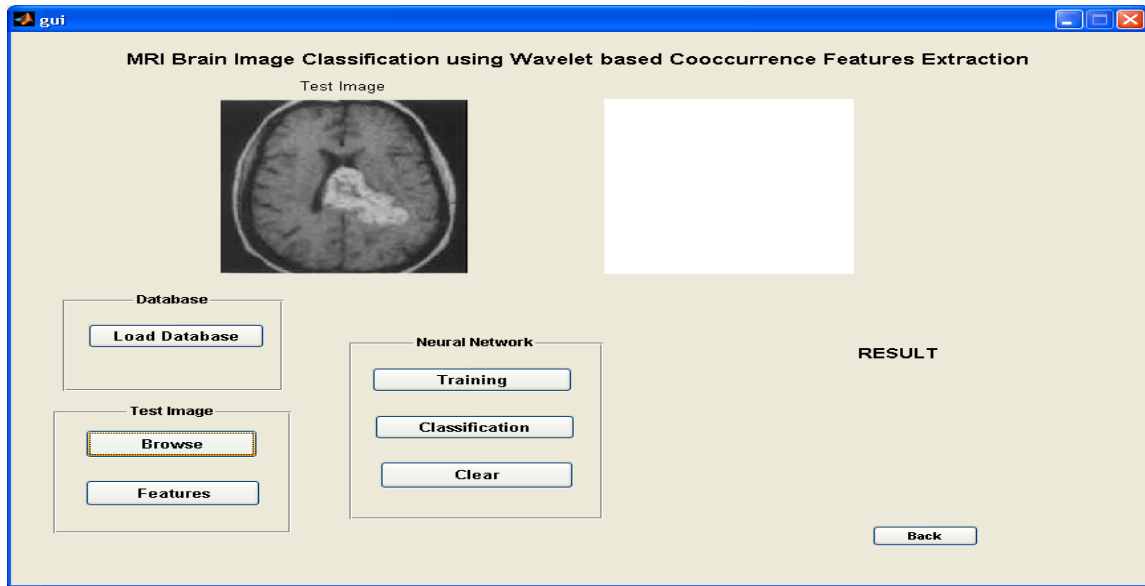 gui
MRI Brain Image Classification using Wavelet based Cooccurrence Features Extraction
Test Image
Database
Load Database
Neural Network
Training
Classification
Clear
Test Image
Browse
Features
RESULT
Back